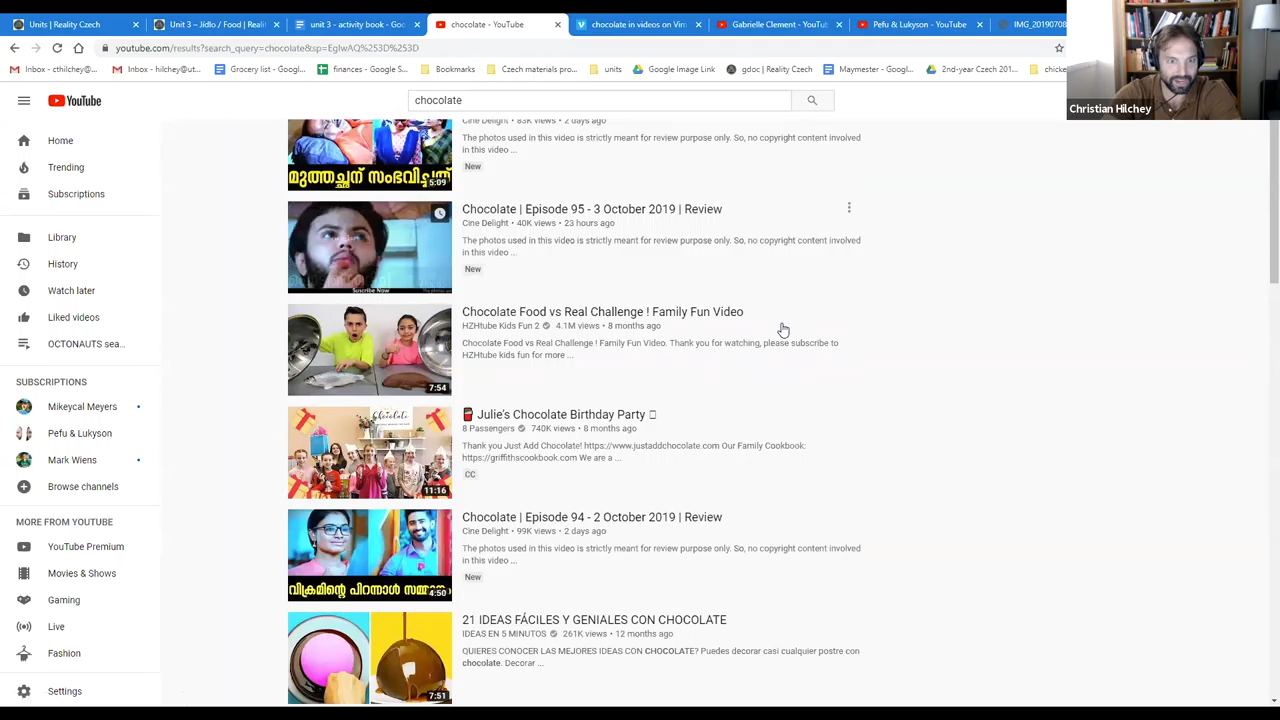 Units | Reality Czech
Unit 3 – Jídlo / Food | Reali
unit 3 - activity book - Goo
chocolate - YouTube
chocolate in videos on Vim
Gabrielle Clement - YouTu
Pefu & Lukyson - YouTube
IMG_20190708
youtube.com/results?search_query=chocolate&sp=EgIwAQ%253D%253D
Inbox - cthilchey@...
Inbox - hilchey@ut...
Grocery list - Googl...
finances - Google S...
Bookmarks
Czech materials pro...
units
Google Image Link
gdoc | Reality Czech
Maymester - Googl...
2nd-year Czech 201...
chicke
Christian Hilchey
YouTube
chocolate
Home
Trending
Subscriptions
Library
History
Watch later
Liked videos
OCTONAUTS sea...
SUBSCRIPTIONS
Mikeycal Meyers
Pefu & Lukyson
Mark Wiens
Browse channels
MORE FROM YOUTUBE
YouTube Premium
Movies & Shows
Gaming
Live
Fashion
Settings
Cine Delight • 83K views • 2 days ago
The photos used in this video is strictly meant for review purpose only. So, no copyright content involved
in this video ...
New
മുത്തച്ഛന് സംഭവിച്ചത്
5:09
Chocolate | Episode 95 - 3 October 2019 | Review
Cine Delight • 40K views • 23 hours ago
The photos used in this video is strictly meant for review purpose only. So, no copyright content involved
in this video ...
New
Suscribe Now
Chocolate Food vs Real Challenge ! Family Fun Video
HZHtube Kids Fun 2 4.1M views • 8 months ago
Chocolate Food vs Real Challenge ! Family Fun Video. Thank you for watching, please subscribe to
HZHtube kids fun for more ...
7:54
Julie's Chocolate Birthday Party
8 Passengers 740K views • 8 months ago
Thank you Just Add Chocolate! https://www.justaddchocolate.com Our Family Cookbook:
https://griffithscookbook.com We are a ...
CC
Chocolate
11:16
Chocolate | Episode 94 - 2 October 2019 | Review
Cine Delight • 99K views • 2 days ago
The photos used in this video is strictly meant for review purpose only. So, no copyright content involved
in this video ...
New
വിക്രമിന്റെ പിറന്നാൾ സമ്മാനം
4:50
21 IDEAS FÁCILES Y GENIALES CON CHOCOLATE
IDEAS EN 5 MINUTOS 261K views • 12 months ago
QUIERES CONOCER LAS MEJORES IDEAS CON CHOCOLATE? Puedes decorar casi cualquier postre con
chocolate. Decorar ...
7:51